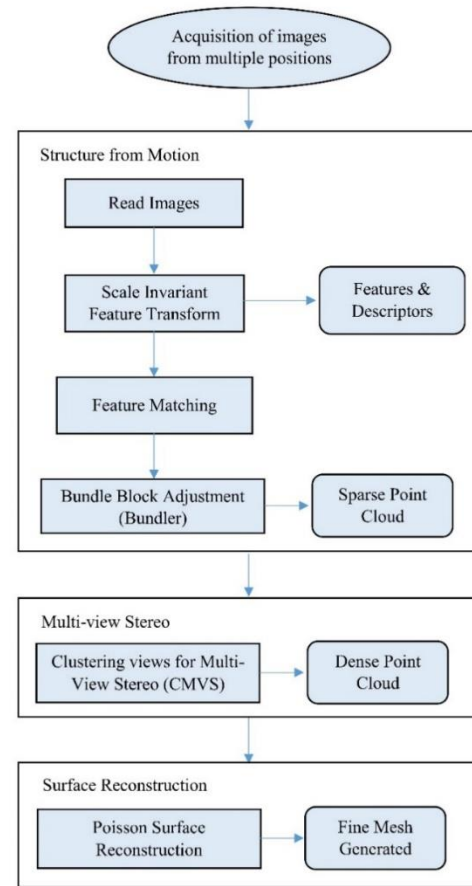 Acquisition of images
from multiple positions
Structure from Motion
Read Images
Scale Invariant
Feature Transform
Features &
Descriptors
Feature Matching
Bundle Block Adjustment
(Bundler)
Sparse Point
Cloud
Multi-view Stereo
Clustering views for Multi-
View Stereo (CMVS)
Dense Point
Cloud
Surface Reconstruction
Poisson Surface
Reconstruction
Fine Mesh
Generated